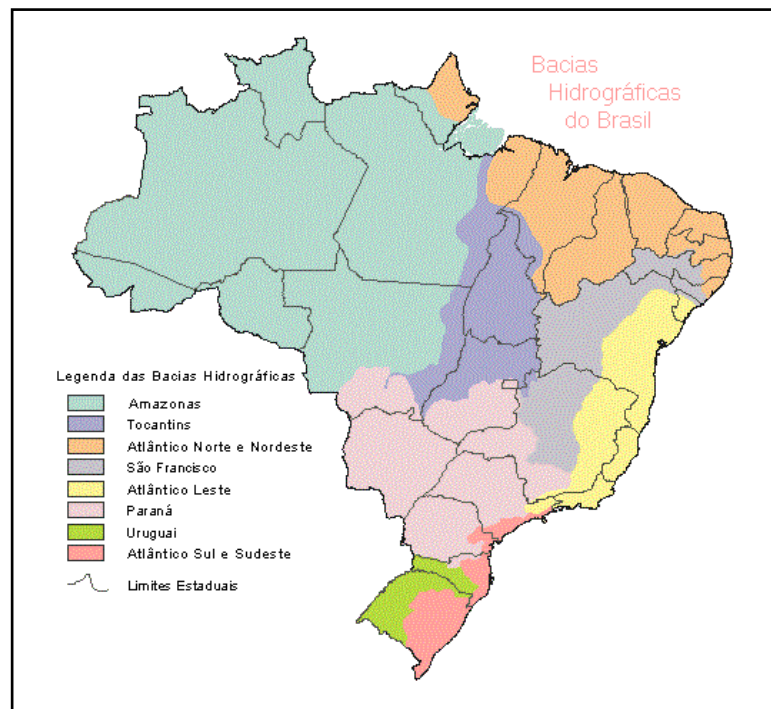 Bacias
Hidrográficas
do Brasil
Legenda das Bacias Hidrográficas
Amazonas
Tocantins
Atlântico Norte e Nordeste
São Francisco
Atlântico Leste
Paraná
Uruguai
Atlântico Sul e Sudeste
Limites Estaduais